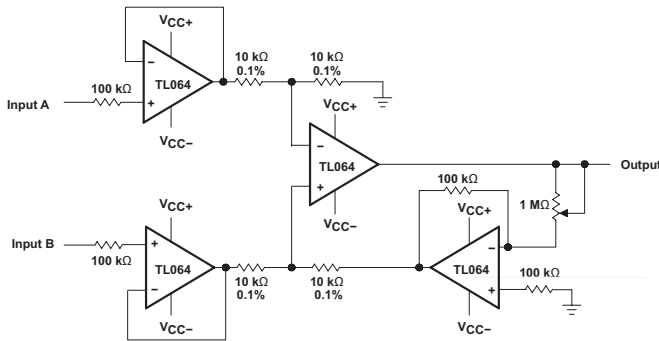 VCC+
10 kΩ
0.1%
10 kΩ
0.1%
−
TL064
100 kΩ
+
Input A
VCC−
VCC+
−
TL064
+
Output
100 kΩ
1 MΩ
VCC−
VCC+
VCC+
Input B
+
−
100 kΩ
TL064
TL064
100 kΩ
−
+
10 kΩ
0.1%
10 kΩ
0.1%
VCC−
VCC−